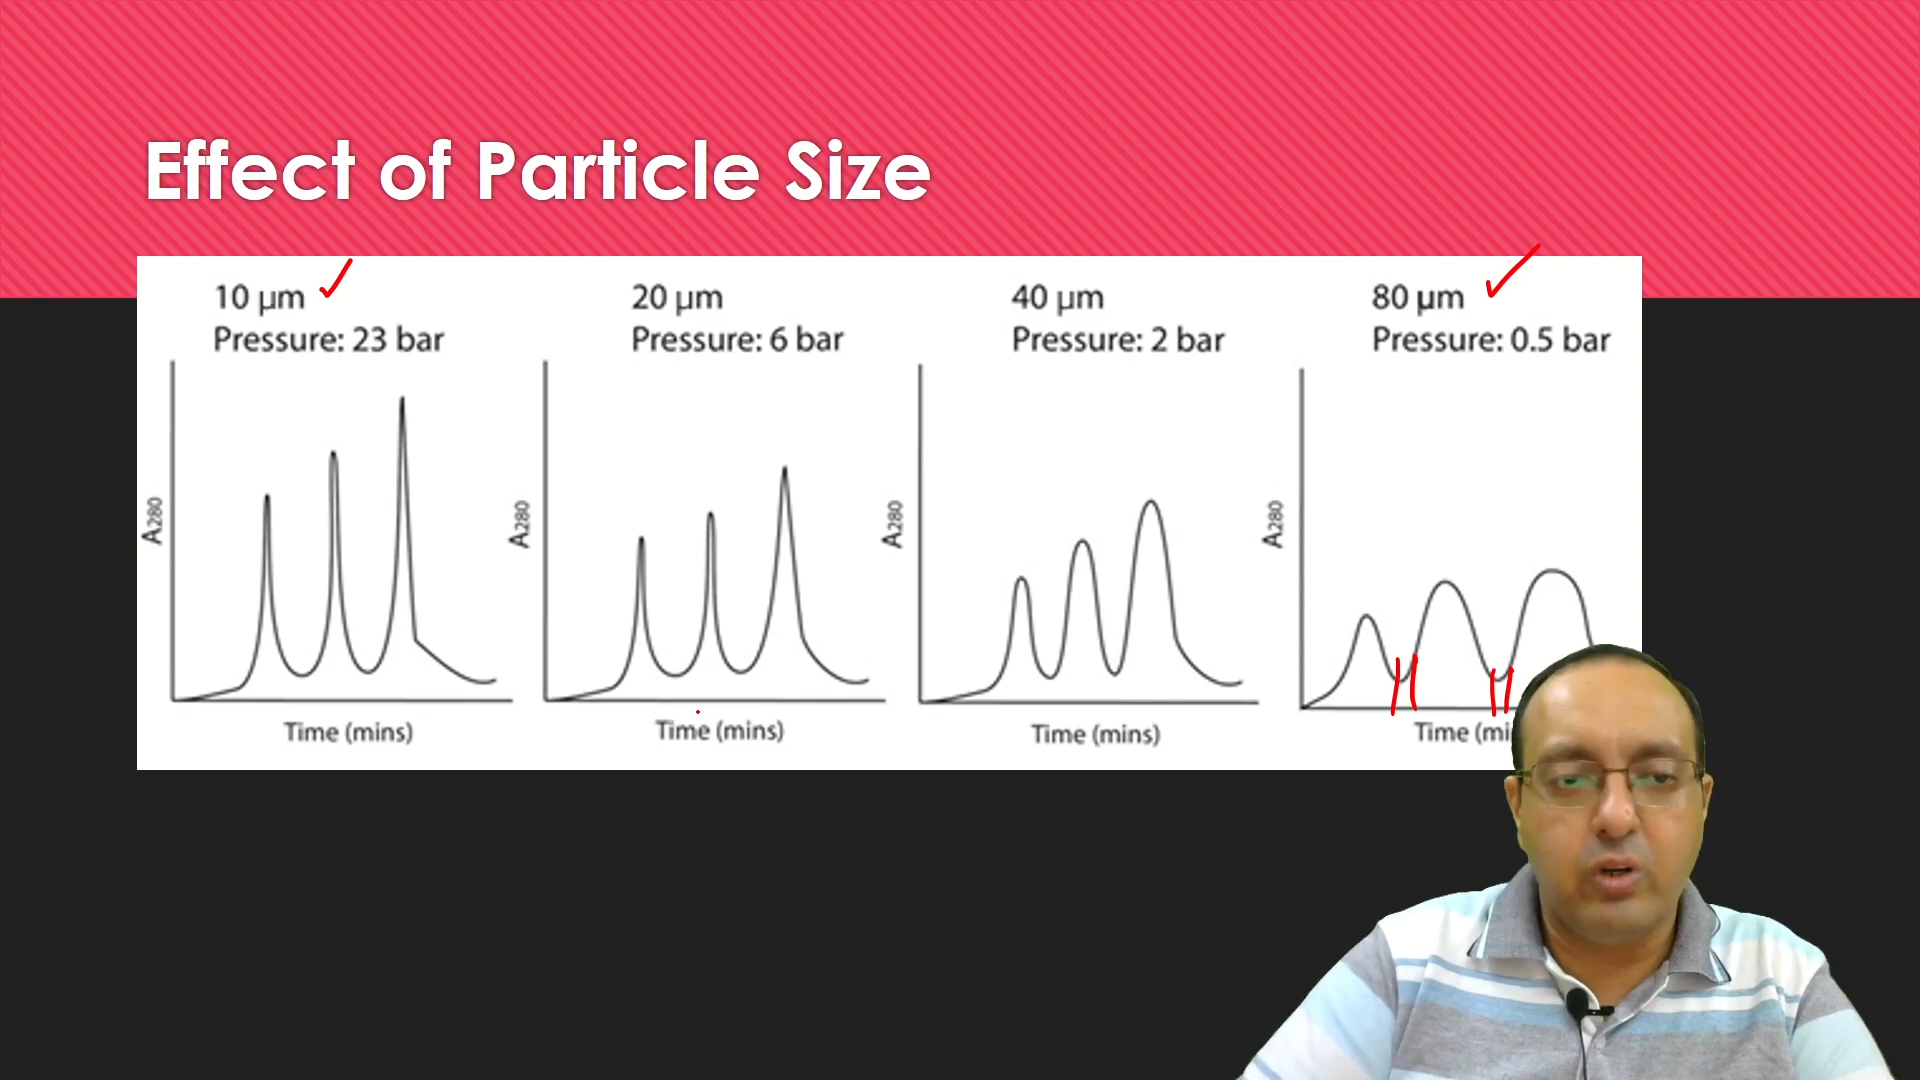 Effect of Particle Size
10 μm
Pressure: 23 bar
20 μm
Pressure: 6 bar
40 μm
Pressure: 2 bar
80 μm
Pressure: 0.5 bar
A280
A280
A280
A280
Time (mins)
Time (mins)
Time (mins)
Time (mi